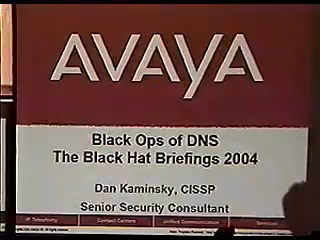 AVAYA
Black Ops of DNS
The Black Hat Briefings 2004
Dan Kaminsky, CISSP
Senior Security Consultant
IP Telephony
Contact Centers
Unified Communication
Services